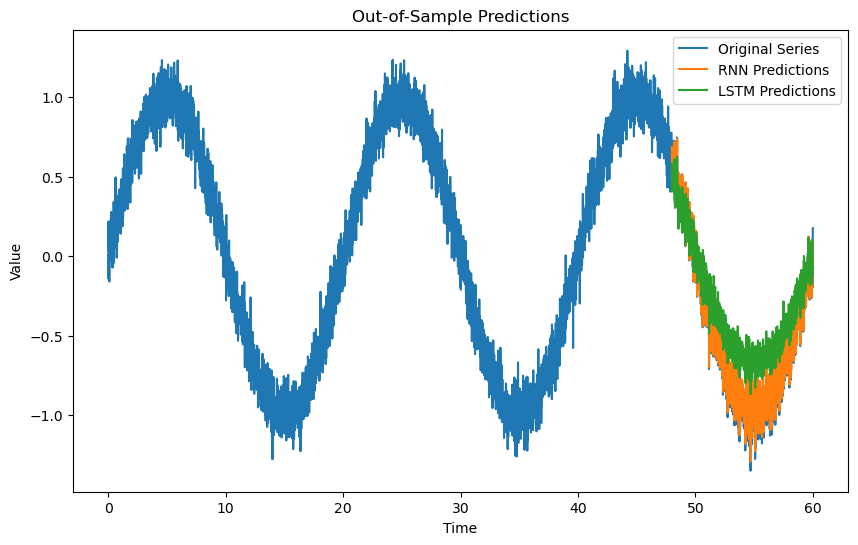 Out-of-Sample Predictions
Original Series
RNN Predictions
LSTM Predictions
1.0
0.5
0.0
−0.5
−1.0
Value
0 10 20 30 40 50 60
Time